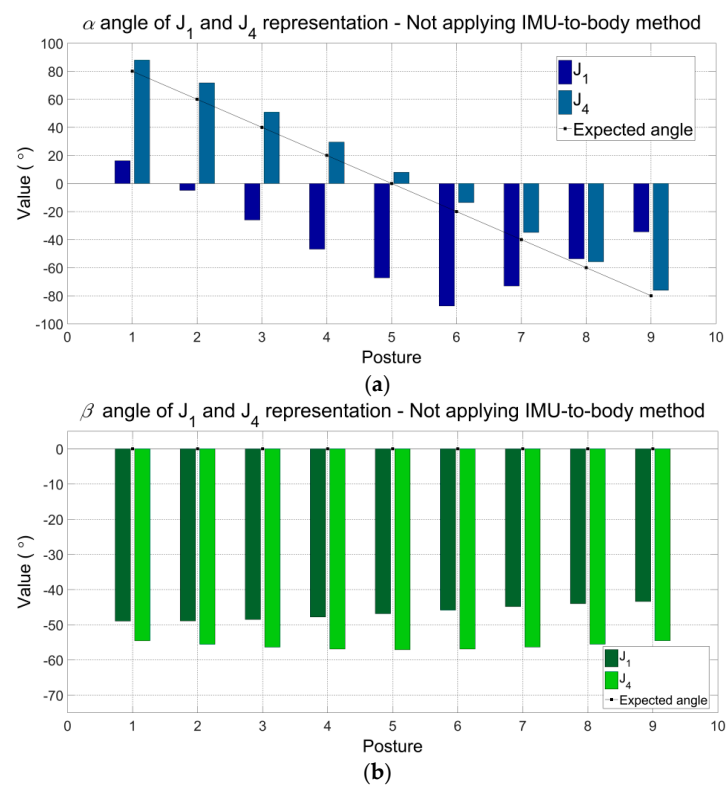 α angle of J1 and J4 representation - Not applying IMU-to-body method
Value ( °)
100
80
60
40
20
0
-20
-40
-60
-80
-100
J1
J4
Expected angle
0 1 2 3 4 5 6 7 8 9 10
Posture
(a)
β angle of J1 and J4 representation - Not applying IMU-to-body method
Value ( °)
0
-10
-20
-30
-40
-50
-60
-70
J1
J4
Expected angle
0 1 2 3 4 5 6 7 8 9 10
Posture
(b)